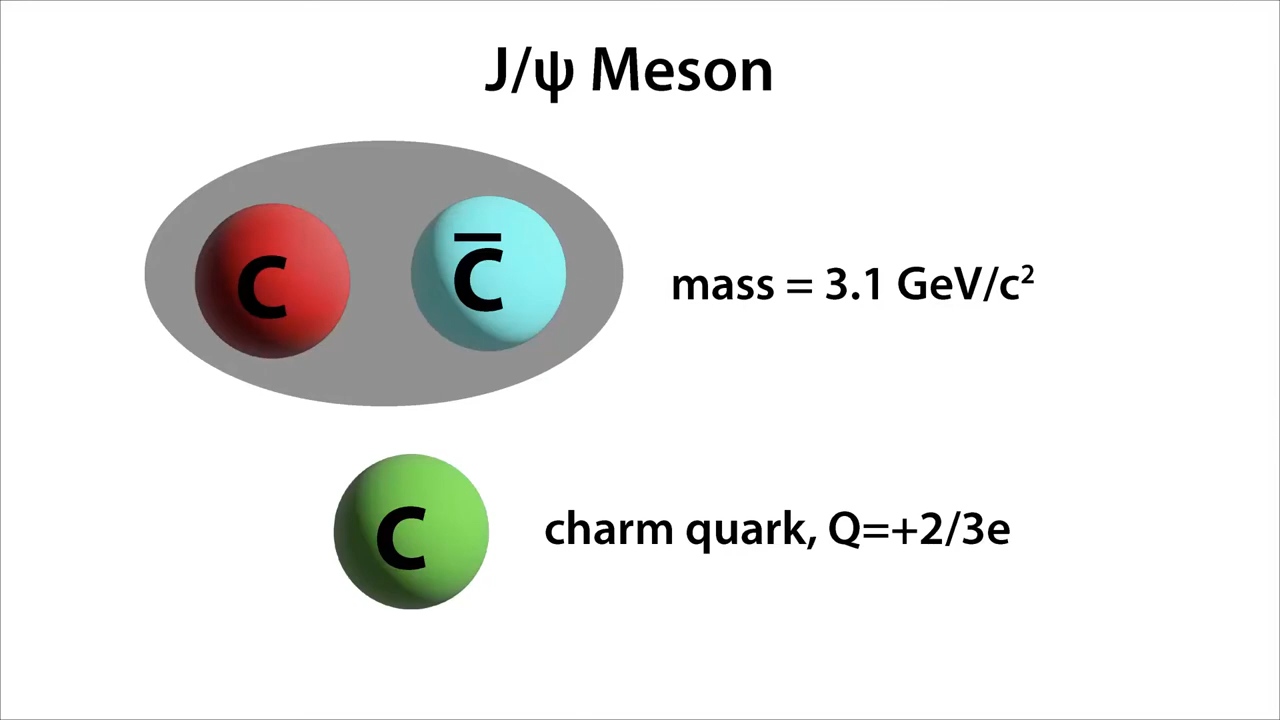 J/ψ Meson
c c̅
mass = 3.1 GeV/c²
c
charm quark, Q=+2/3e